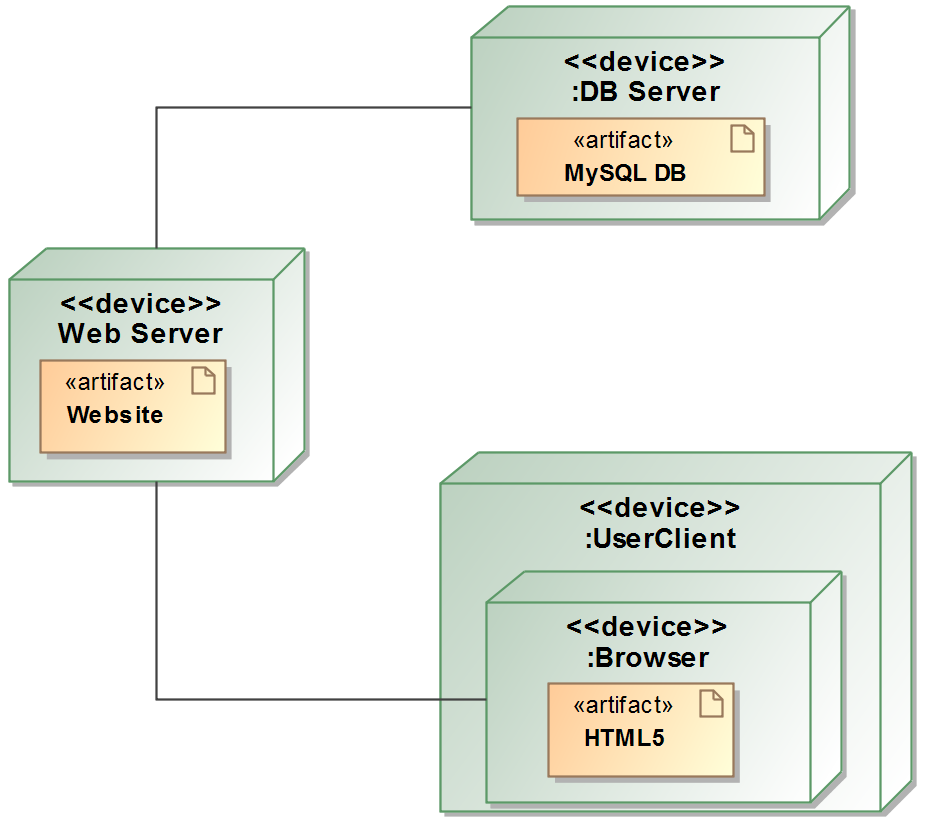 <<device>>
:DB Server
«artifact»
MySQL DB
<<device>>
Web Server
«artifact»
Website
<<device>>
:UserClient
<<device>>
:Browser
«artifact»
HTML5